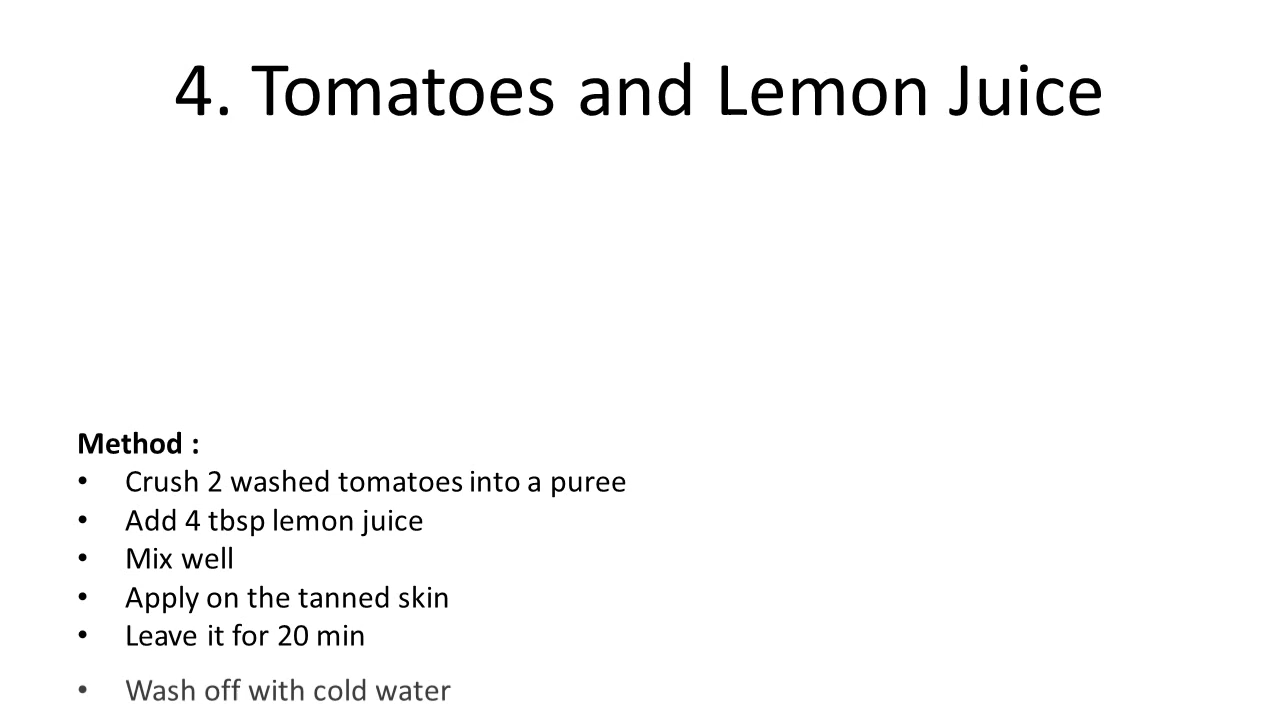 4. Tomatoes and Lemon Juice
Method :
• Crush 2 washed tomatoes into a puree
• Add 4 tbsp lemon juice
• Mix well
• Apply on the tanned skin
• Leave it for 20 min
• Wash off with cold water